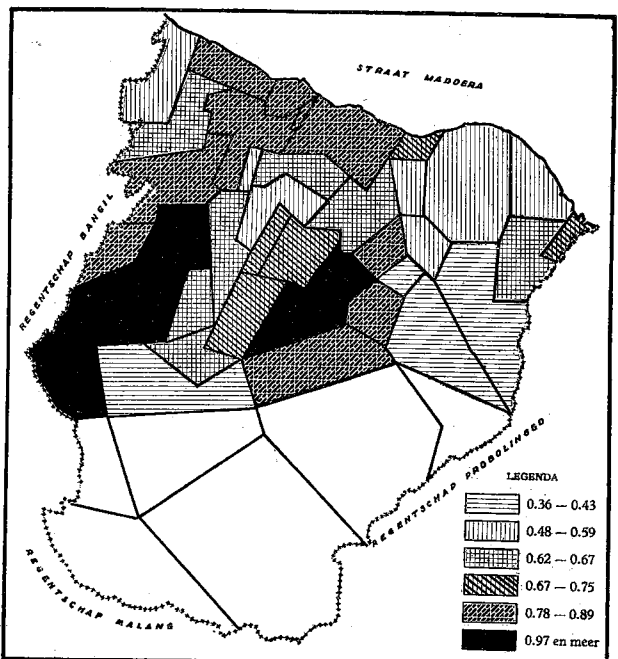 STRAAT MADOERA
REGENTSCHAP BANGIL
REGENTSCHAP PROBOLINGGO
REGENTSCHAP MALANG
LEGENDA
0.36 — 0.43
0.48 — 0.59
0.62 — 0.67
0.67 — 0.75
0.78 — 0.89
0.97 en meer